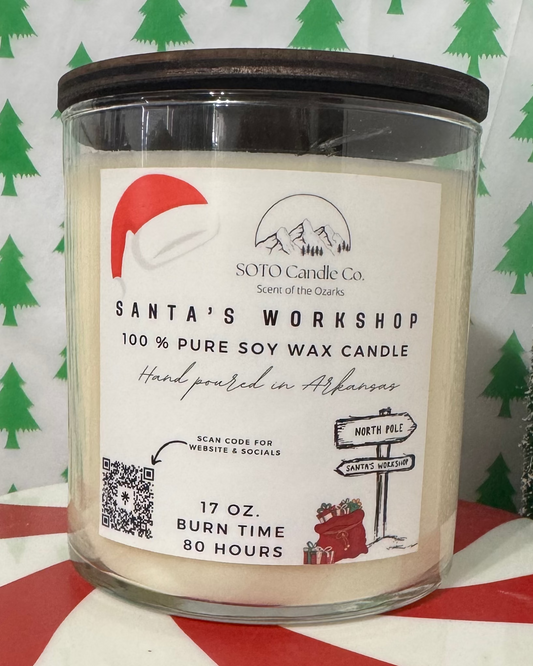 SOTO Candle Co.
Scent of the Ozarks
SANTA'S WORKSHOP
100 % PURE SOY WAX CANDLE
Hand poured in Arkansas
NORTH POLE
SANTA'S WORKSHOP
SCAN CODE FOR
WEBSITE & SOCIALS
17 OZ.
BURN TIME
80 HOURS